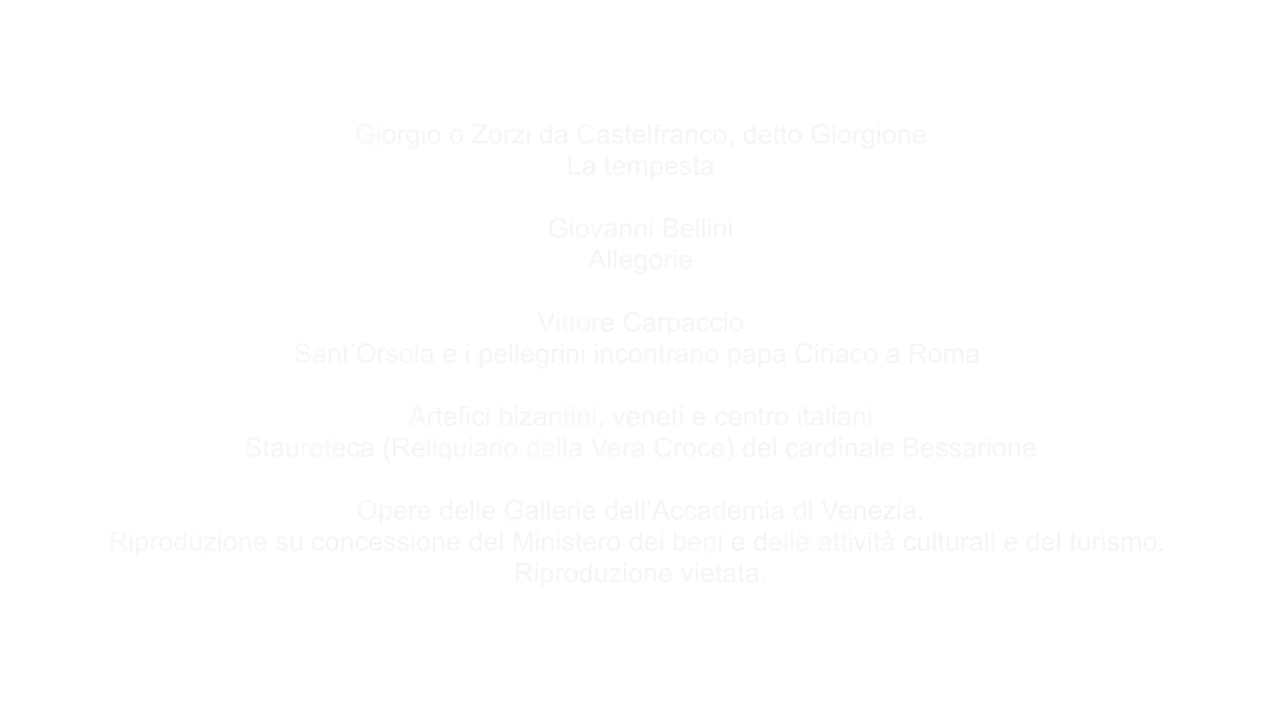 Giorgio o Zorzi da Castelfranco, detto Giorgione
La tempesta
Giovanni Bellini
Allegorie
Vittore Carpaccio
Sant'Orsola e i pellegrini incontrano papa Ciriaco a Roma
Artefici bizantini, veneti e centro italiani
Stauroteca (Reliquiario della Vera Croce) del cardinale Bessarione
Opere delle Gallerie dell'Accademia di Venezia.
Riproduzione su concessione del Ministero dei beni e delle attività culturali e del turismo.
Riproduzione vietata.